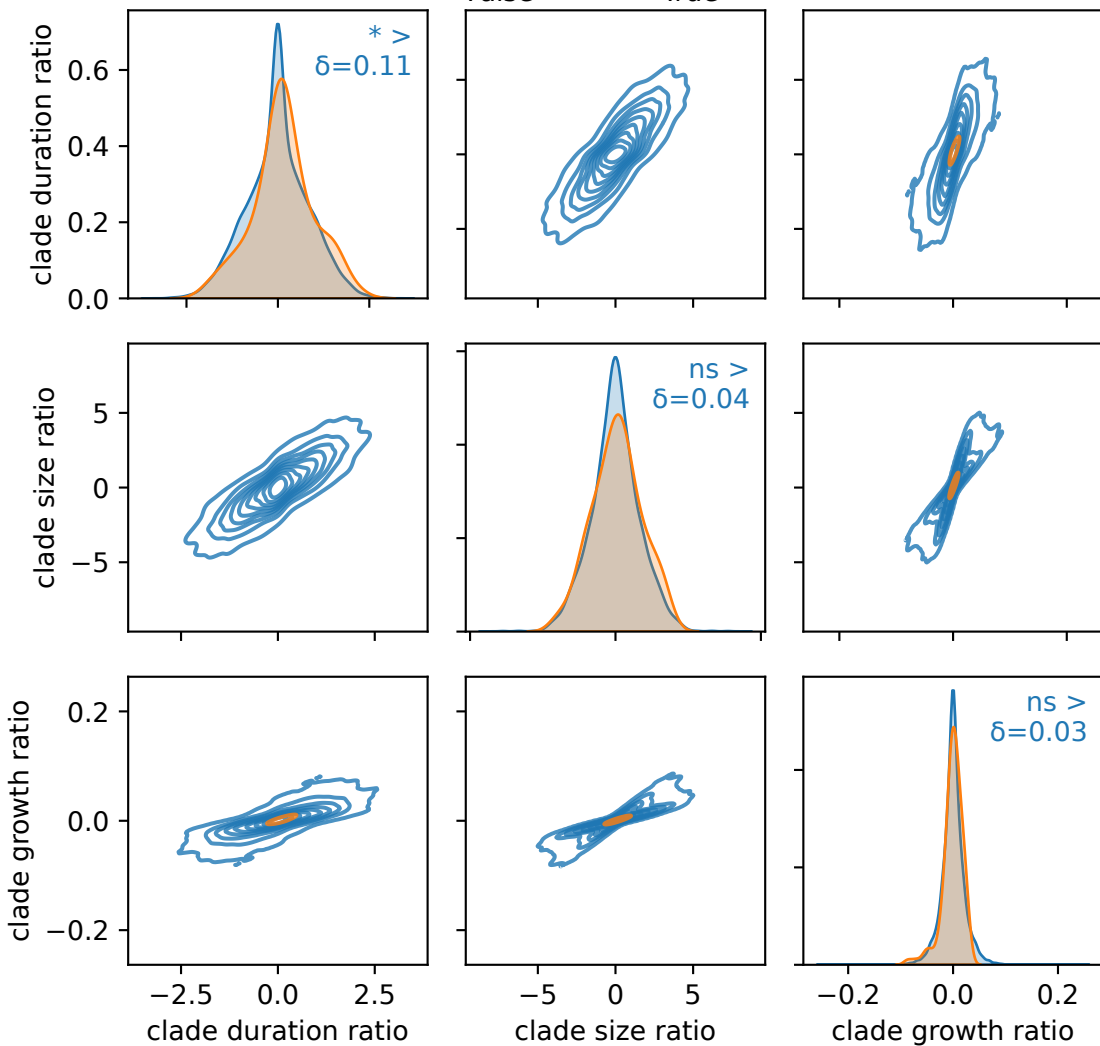 * >
δ=0.11
0.6
0.4
0.2
0.0
clade duration ratio
ns >
δ=0.04
5
0
−5
clade size ratio
ns >
δ=0.03
0.2
0.0
−0.2
clade growth ratio
−2.5 0.0 2.5
−5 0 5
−0.2 0.0 0.2
clade duration ratio
clade size ratio
clade growth ratio